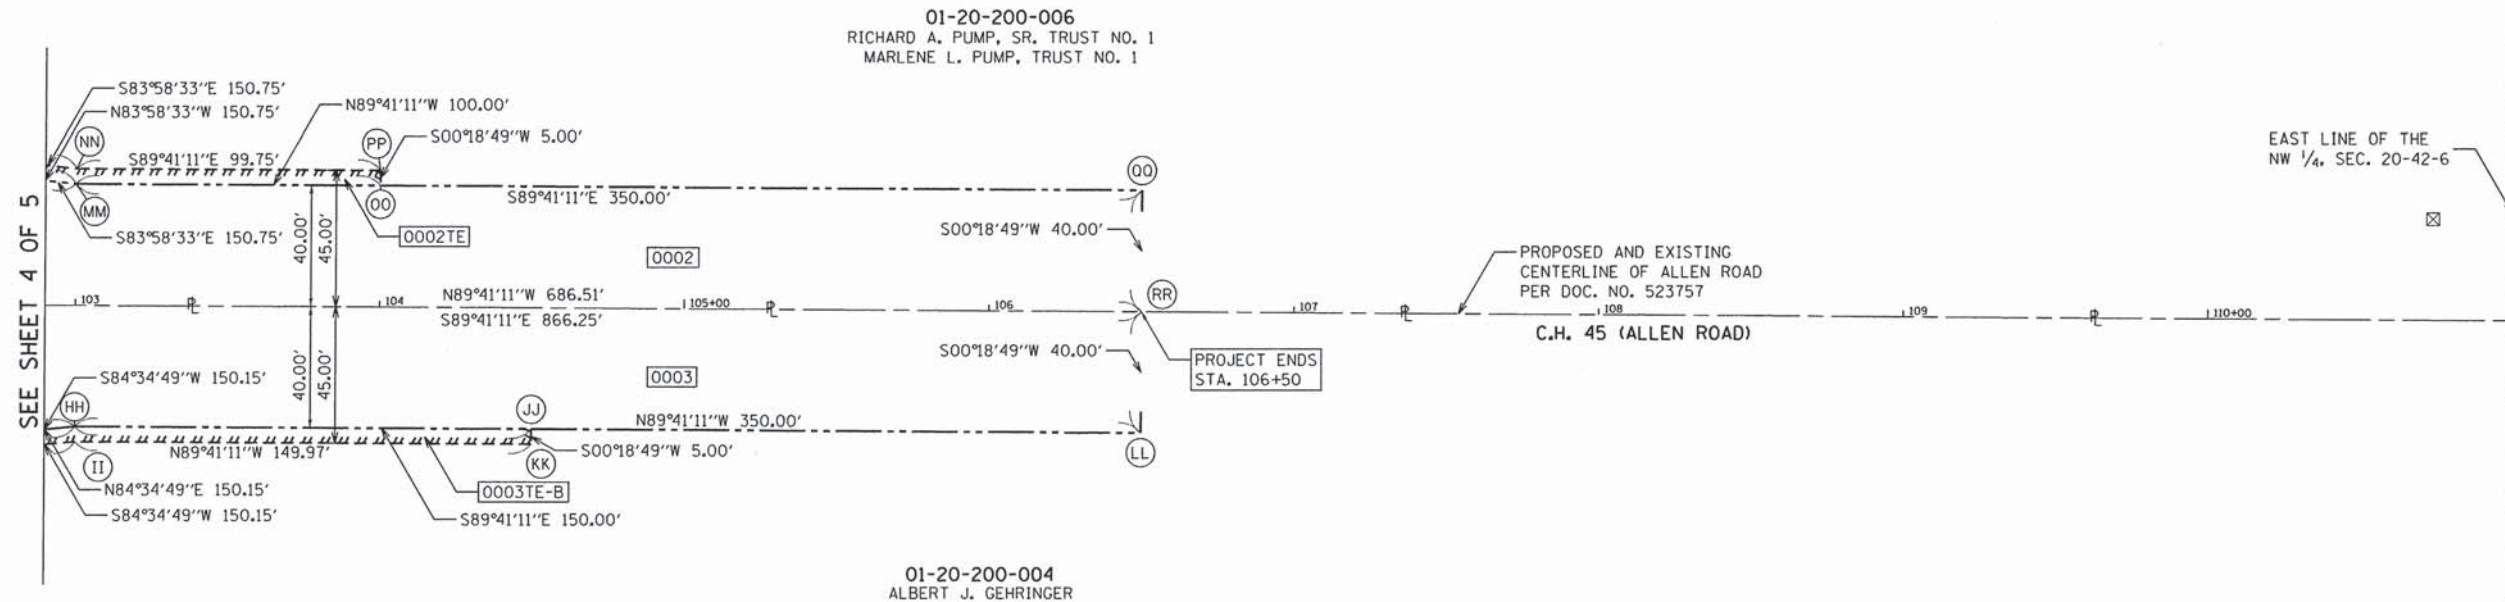 01-20-200-006
RICHARD A. PUMP, SR. TRUST NO. 1
MARLENE L. PUMP, TRUST NO. 1
S83°58'33"E 150.75'
N83°58'33"W 150.75'
N89°41'11"W 100.00'
NN
PP
S00°18'49"W 5.00'
S89°41'11"E 99.75'
EAST LINE OF THE
NW 1/4, SEC. 20-42-6
QQ
MM
OO
S89°41'11"E 350.00'
S83°58'33"E 150.75'
0002TE
40.00'
45.00'
S00°18'49"W 40.00'
0002
PROPOSED AND EXISTING
CENTERLINE OF ALLEN ROAD
PER DOC. NO. 523757
SEE SHEET 4 OF 5
103
PL
104
N89°41'11"W 686.51'
S89°41'11"E 866.25'
105+00
PL
106
RR
107
PL
108
109
PL
110+00
C.H. 45 (ALLEN ROAD)
40.00'
45.00'
S00°18'49"W 40.00'
PROJECT ENDS
STA. 106+50
0003
S84°34'49"W 150.15'
HH
JJ
N89°41'11"W 350.00'
N89°41'11"W 149.97'
S00°18'49"W 5.00'
II
KK
LL
N84°34'49"E 150.15'
0003TE-B
S84°34'49"W 150.15'
S89°41'11"E 150.00'
01-20-200-004
ALBERT J. GEHRINGER